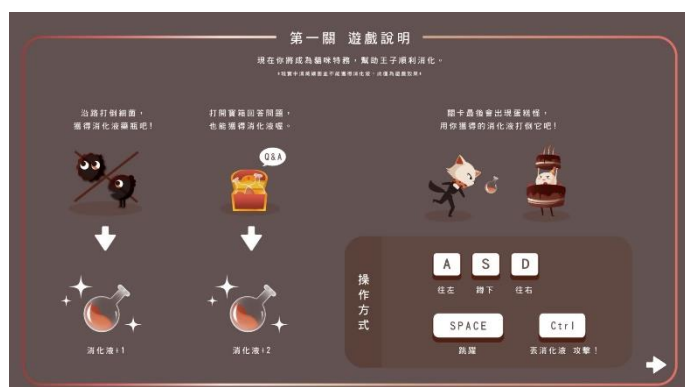 第一關 遊戲說明
現在你將成為貓咪特務,幫助王子順利消化。
沿路打倒細菌,
獲得消化液藥瓶吧!
打開寶箱回答問題,
也能獲得消化液喔。
關卡最後會出現蛋糕怪,
用你獲得的消化液打倒它吧!
Q&A
消化液+1
消化液+2
操作方式
A S D
往左 蹲下 往右
SPACE Ctrl
跳躍 丟消化液 攻擊!